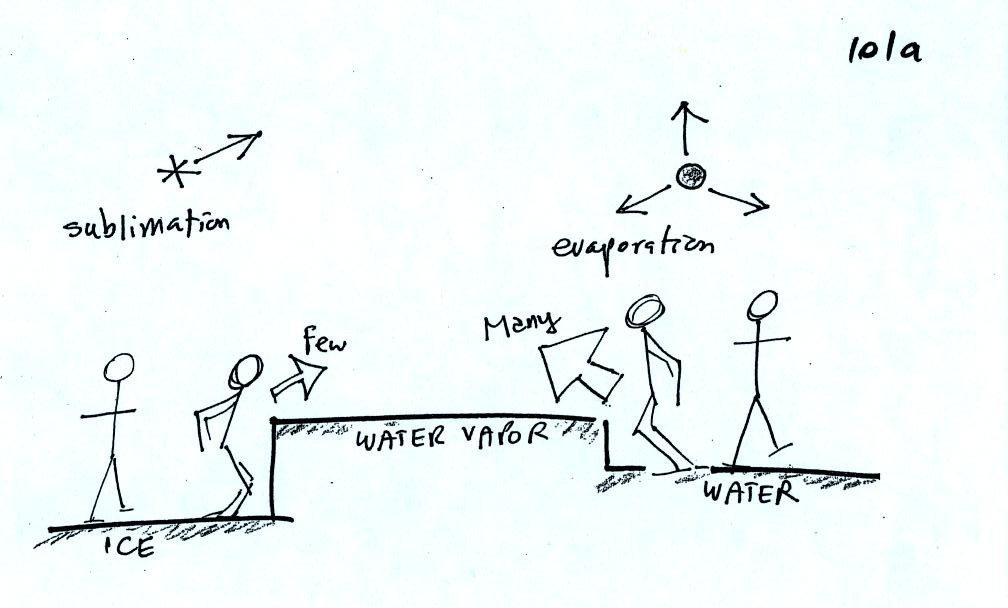 101a
sublimation
evaporation
Few
Many
WATER VAPOR
WATER
ICE